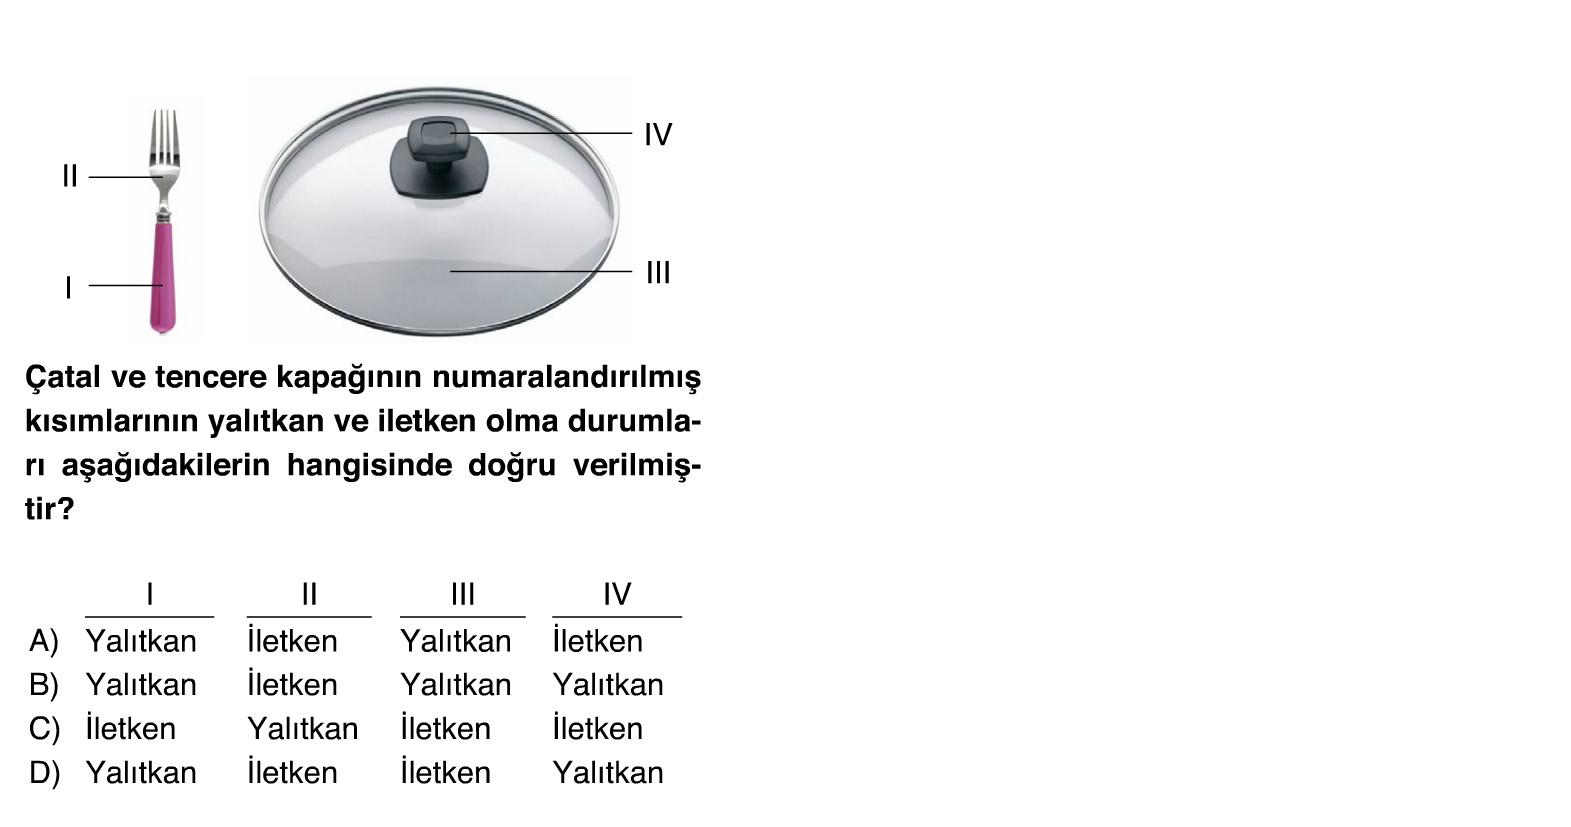 IV
II
III
I
Çatal ve tencere kapağının numaralandırılmış
kısımlarının yalıtkan ve iletken olma durumla-
rı aşağıdakilerin hangisinde doğru verilmiş-
tir?
I II III IV
A) Yalıtkan İletken Yalıtkan İletken
B) Yalıtkan İletken Yalıtkan Yalıtkan
C) İletken Yalıtkan İletken İletken
D) Yalıtkan İletken İletken Yalıtkan